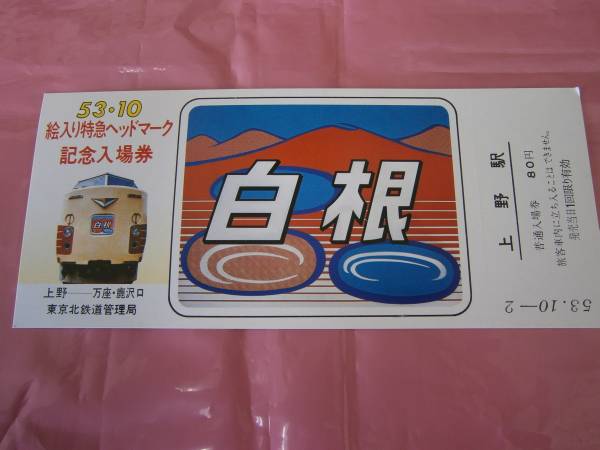 53・10
絵入り特急ヘッドマーク
記念入場券
白根
上野——万座・鹿沢口
東京北鉄道管理局
白根
上野駅
普通入場券 80円
旅客車内に立ち入ることはできません。
発売当日1回限り有効
53.10—2